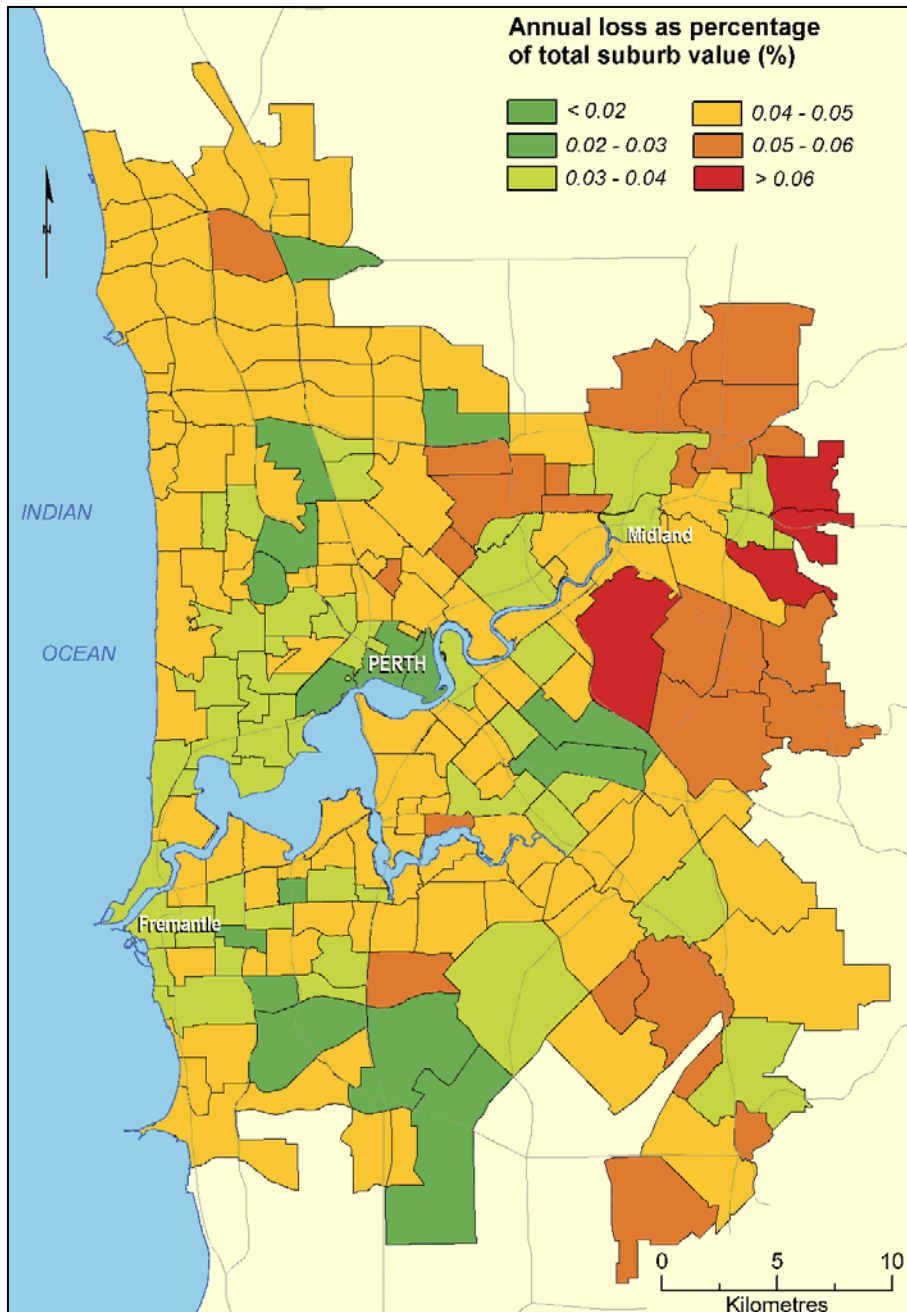 Annual loss as percentage
of total suburb value (%)
< 0.02
0.02 - 0.03
0.03 - 0.04
0.04 - 0.05
0.05 - 0.06
> 0.06
N
INDIAN
OCEAN
Midland
PERTH
Fremantle
0 5 10
Kilometres